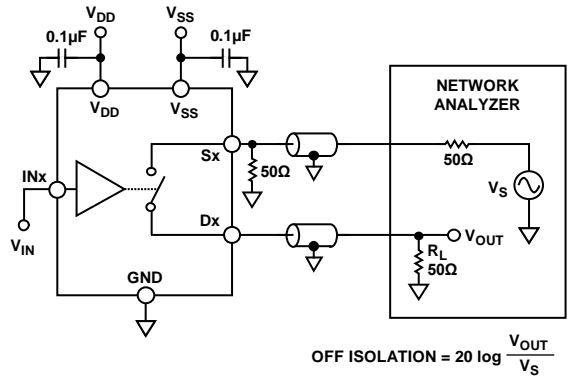 VDD
VSS
0.1µF
0.1µF
VDD
VSS
NETWORK
ANALYZER
INx
Sx
50Ω
50Ω
VS
VIN
Dx
VOUT
RL
50Ω
GND
OFF ISOLATION = 20 log VOUT
VS